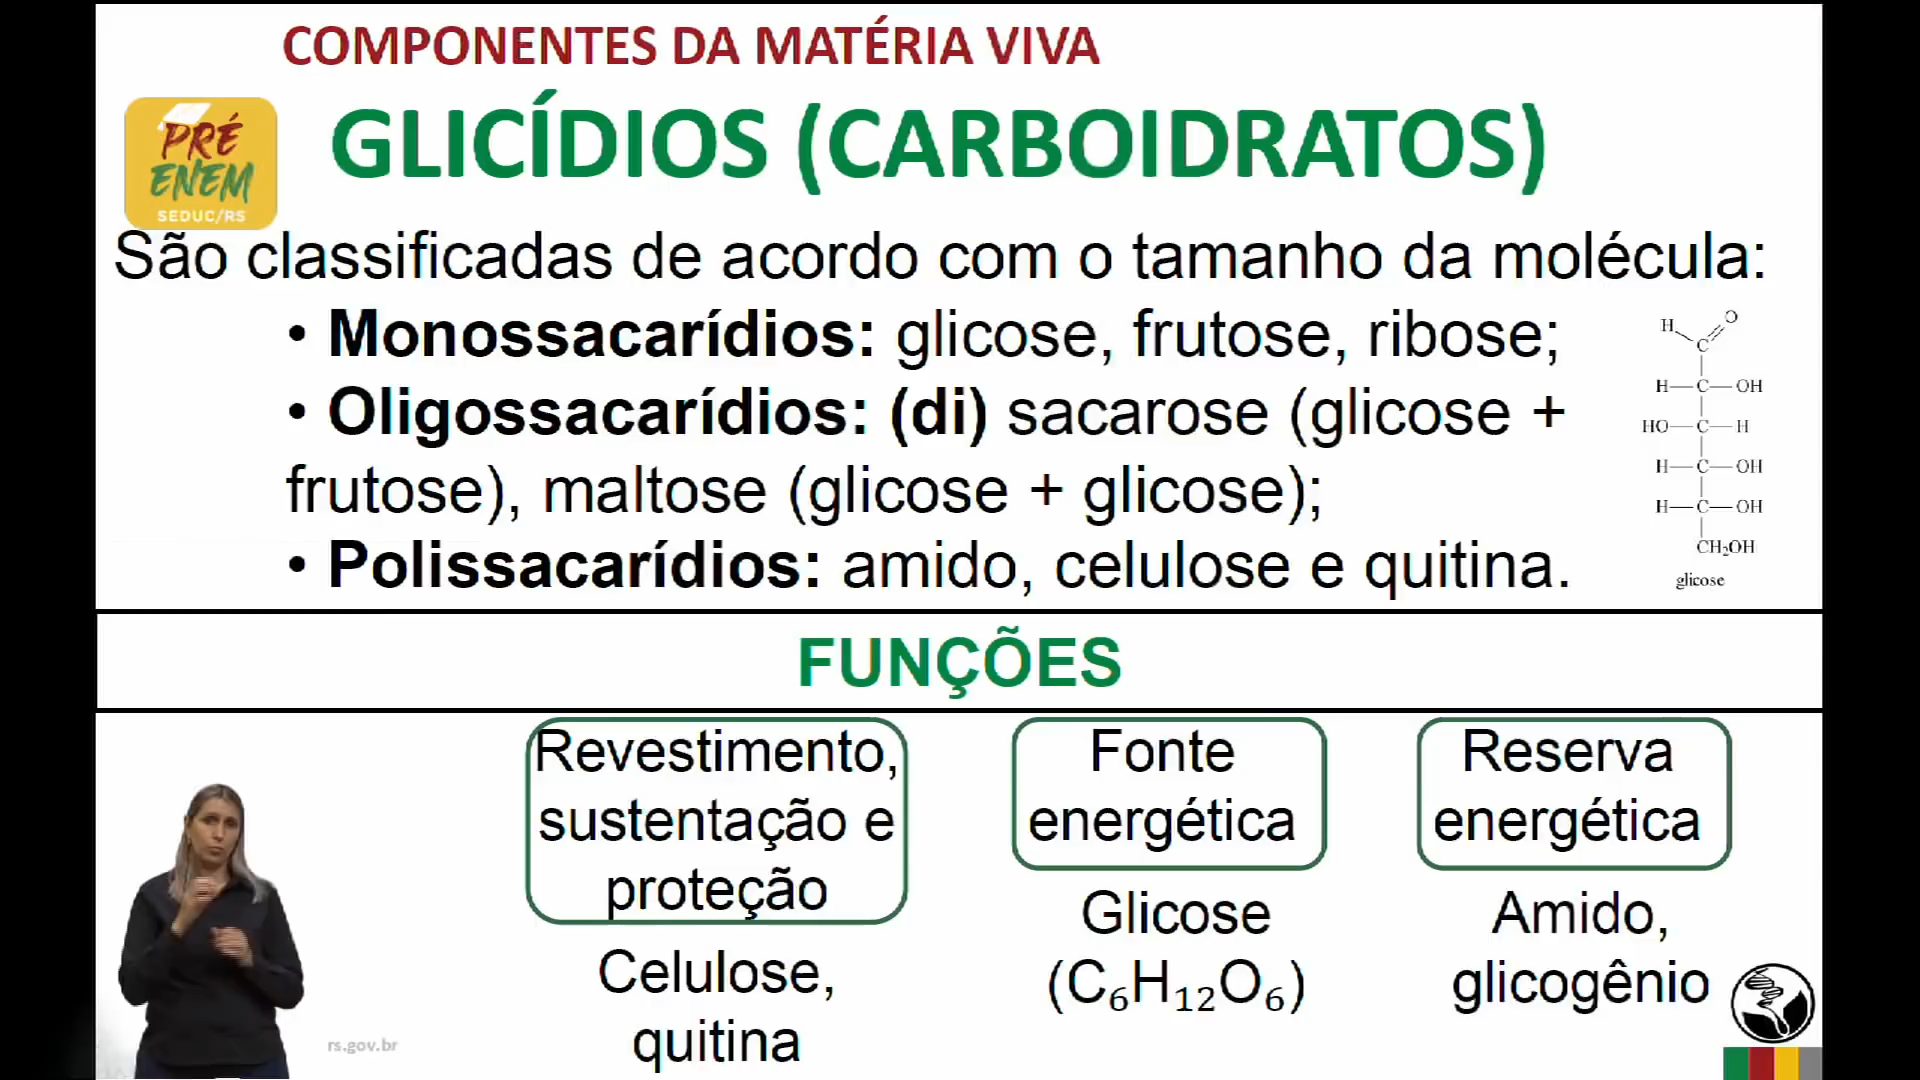 COMPONENTES DA MATÉRIA VIVA
PRÉ
ENEM
SEDUC/RS
GLICÍDIOS (CARBOIDRATOS)
São classificadas de acordo com o tamanho da molécula:
• Monossacarídios: glicose, frutose, ribose;
• Oligossacarídios: (di) sacarose (glicose +
frutose), maltose (glicose + glicose);
• Polissacarídios: amido, celulose e quitina.
H O
C
H—C—OH
HO—C—H
H—C—OH
H—C—OH
CH₂OH
glicose
FUNÇÕES
Revestimento,
sustentação e
proteção
Celulose,
quitina
Fonte
energética
Glicose
(C₆H₁₂O₆)
Reserva
energética
Amido,
glicogênio
rs.gov.br